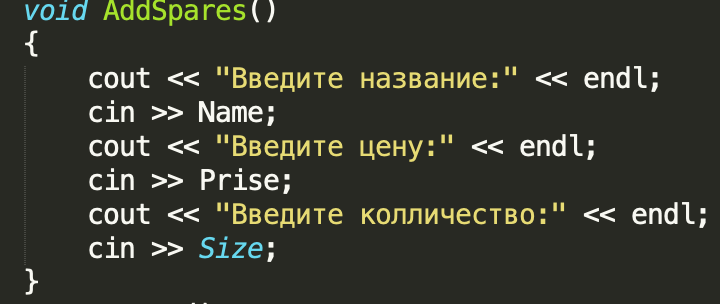 void AddSpares()
{
cout << "Введите название:" << endl;
cin >> Name;
cout << "Введите цену:" << endl;
cin >> Prise;
cout << "Введите колличество:" << endl;
cin >> Size;
}